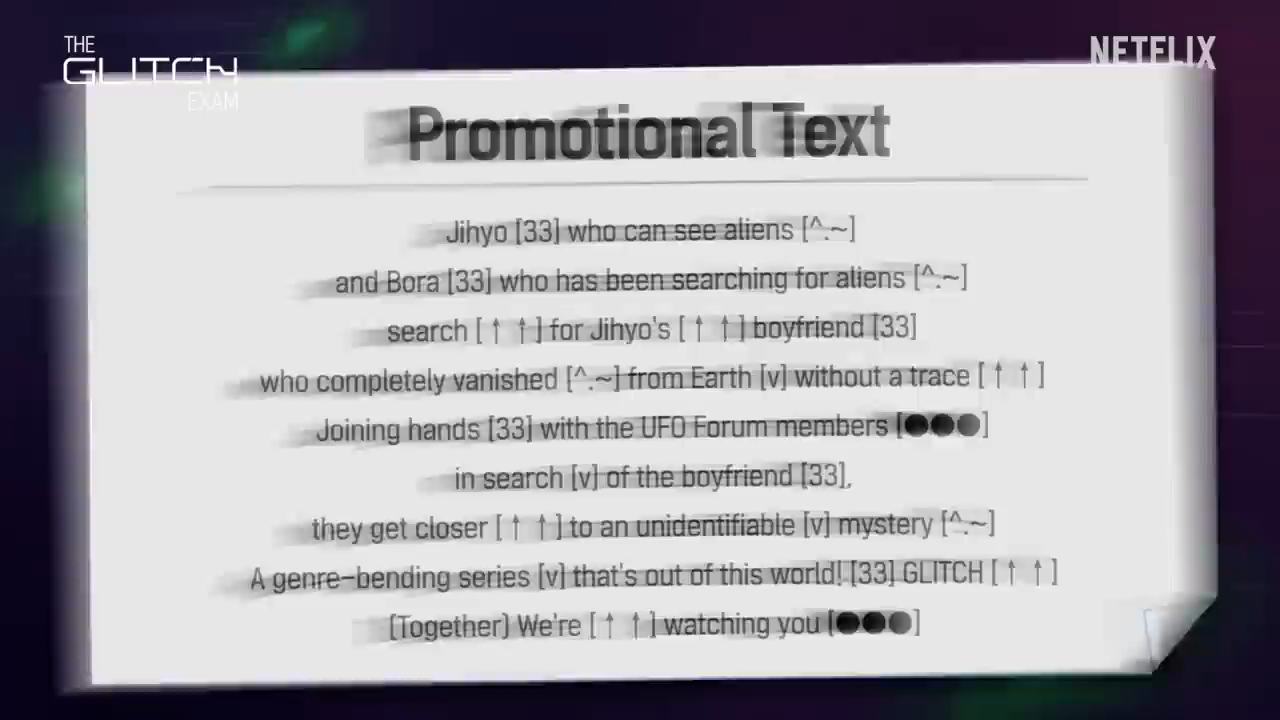 THE
GLITCH
EXAM
NETFLIX
Promotional Text
Jihyo [33] who can see aliens [^.~]
and Bora [33] who has been searching for aliens [^.~]
search [↑ ↑] for Jihyo's [↑ ↑] boyfriend [33]
who completely vanished [^.~] from Earth [v] without a trace [↑ ↑]
Joining hands [33] with the UFO Forum members [●●●]
in search [v] of the boyfriend [33],
they get closer [↑ ↑] to an unidentifiable [v] mystery [^.~]
A genre-bending series [v] that's out of this world! [33] GLITCH [↑ ↑]
(Together) We're [↑ ↑] watching you [●●●]